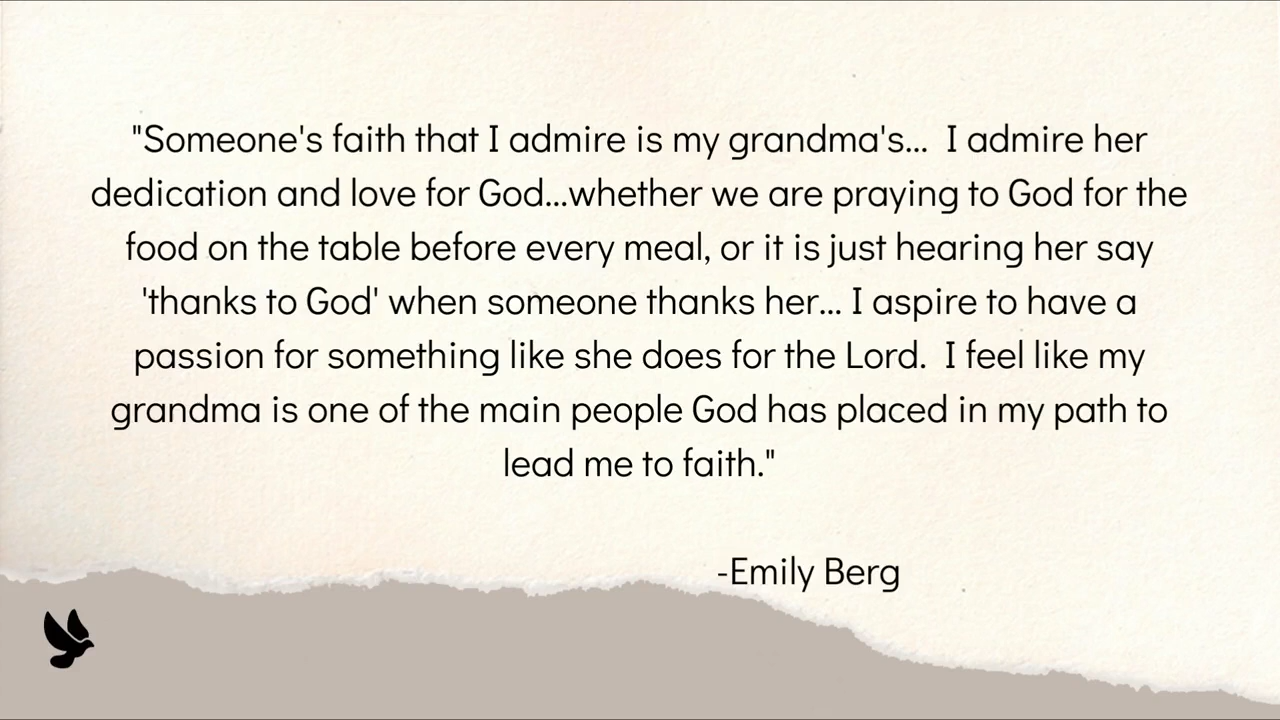 "Someone's faith that I admire is my grandma's...  I admire her
dedication and love for God...whether we are praying to God for the
food on the table before every meal, or it is just hearing her say
'thanks to God' when someone thanks her... I aspire to have a
passion for something like she does for the Lord.  I feel like my
grandma is one of the main people God has placed in my path to
lead me to faith."
-Emily Berg